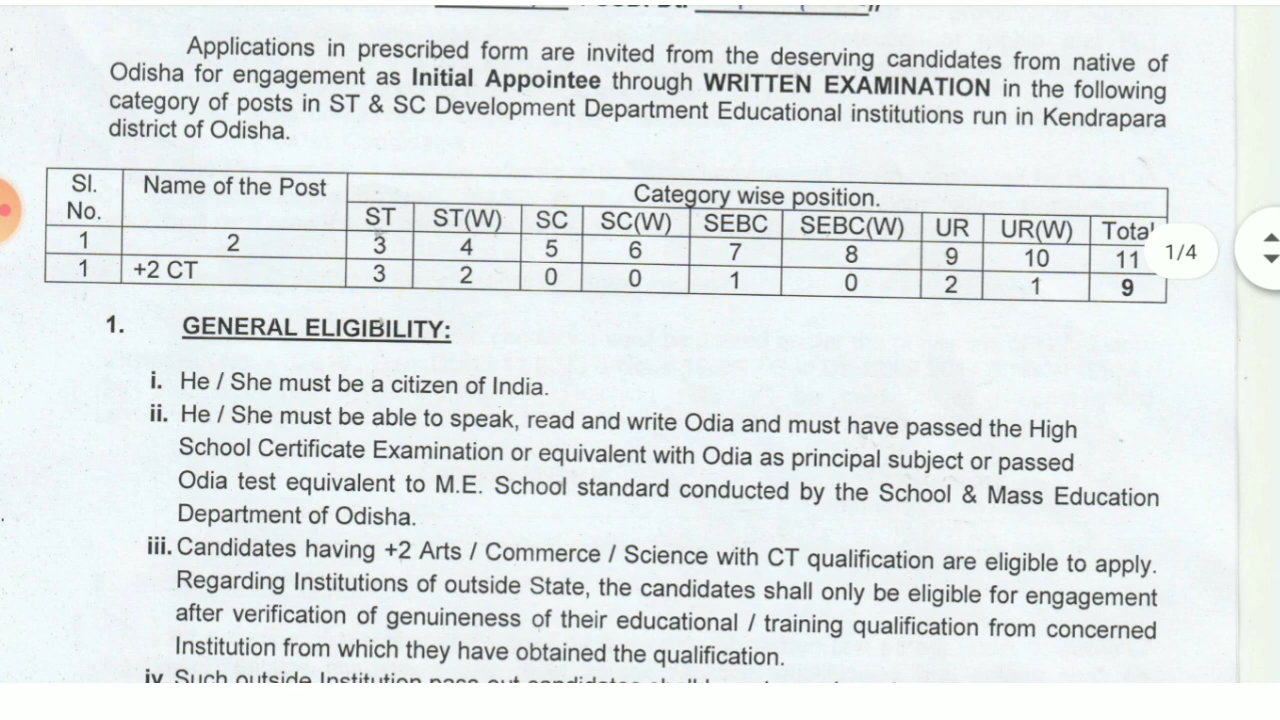 Applications in prescribed form are invited from the deserving candidates from native of
Odisha for engagement as Initial Appointee through WRITTEN EXAMINATION in the following
category of posts in ST & SC Development Department Educational institutions run in Kendrapara
district of Odisha.
Sl. No. Name of the Post Category wise position.
ST ST(W) SC SC(W) SEBC SEBC(W) UR UR(W) Total
1 2 3 4 5 6 7 8 9 10 11
1 +2 CT 3 2 0 0 1 0 2 1 9
1/4
1. GENERAL ELIGIBILITY:
i. He / She must be a citizen of India.
ii. He / She must be able to speak, read and write Odia and must have passed the High
School Certificate Examination or equivalent with Odia as principal subject or passed
Odia test equivalent to M.E. School standard conducted by the School & Mass Education
Department of Odisha.
iii. Candidates having +2 Arts / Commerce / Science with CT qualification are eligible to apply.
Regarding Institutions of outside State, the candidates shall only be eligible for engagement
after verification of genuineness of their educational / training qualification from concerned
Institution from which they have obtained the qualification.
iv. Such outside Institution pass out candidates shall